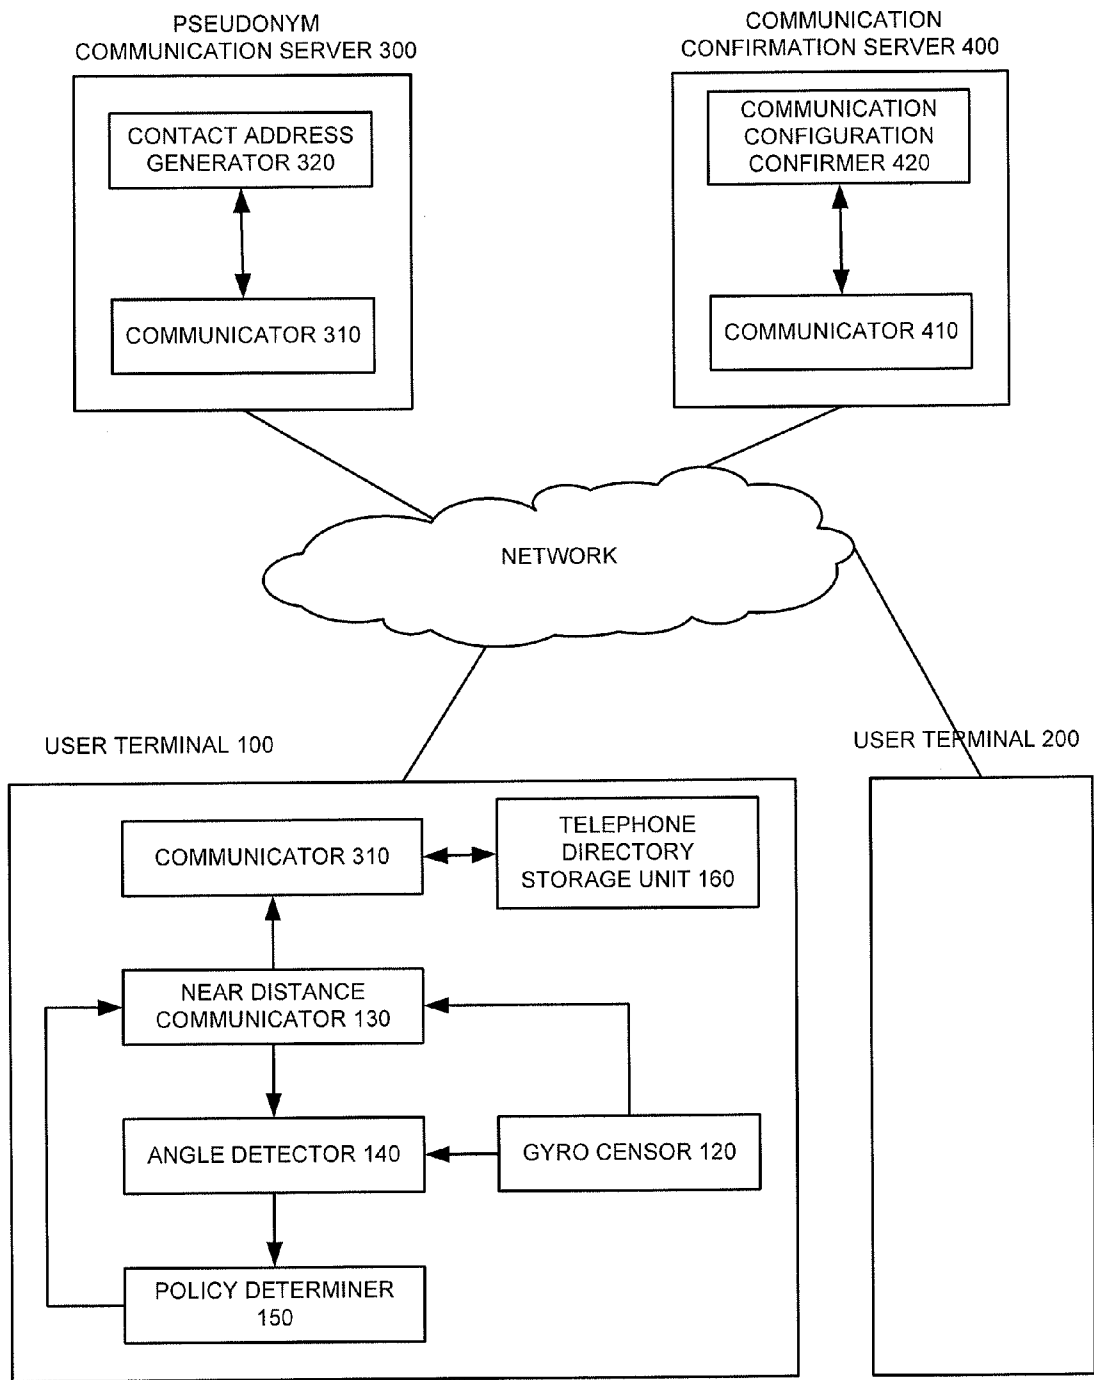 PSEUDONYM
COMMUNICATION SERVER 300
COMMUNICATION
CONFIRMATION SERVER 400
CONTACT ADDRESS
GENERATOR 320
COMMUNICATION
CONFIGURATION
CONFIRMER 420
COMMUNICATOR 310
COMMUNICATOR 410
NETWORK
USER TERMINAL 100
USER TERMINAL 200
COMMUNICATOR 310
TELEPHONE
DIRECTORY
STORAGE UNIT 160
NEAR DISTANCE
COMMUNICATOR 130
ANGLE DETECTOR 140
GYRO CENSOR 120
POLICY DETERMINER
150